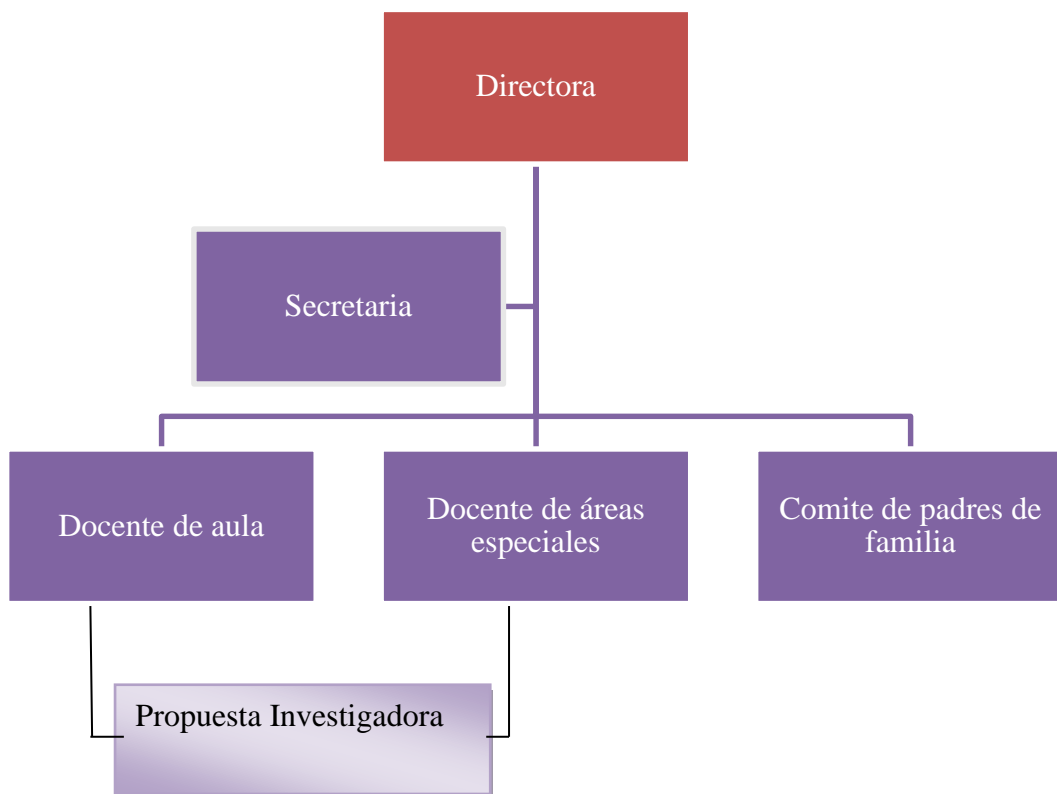 Directora
Secretaria
Docente de aula
Docente de áreas
especiales
Comite de padres de
familia
Propuesta Investigadora